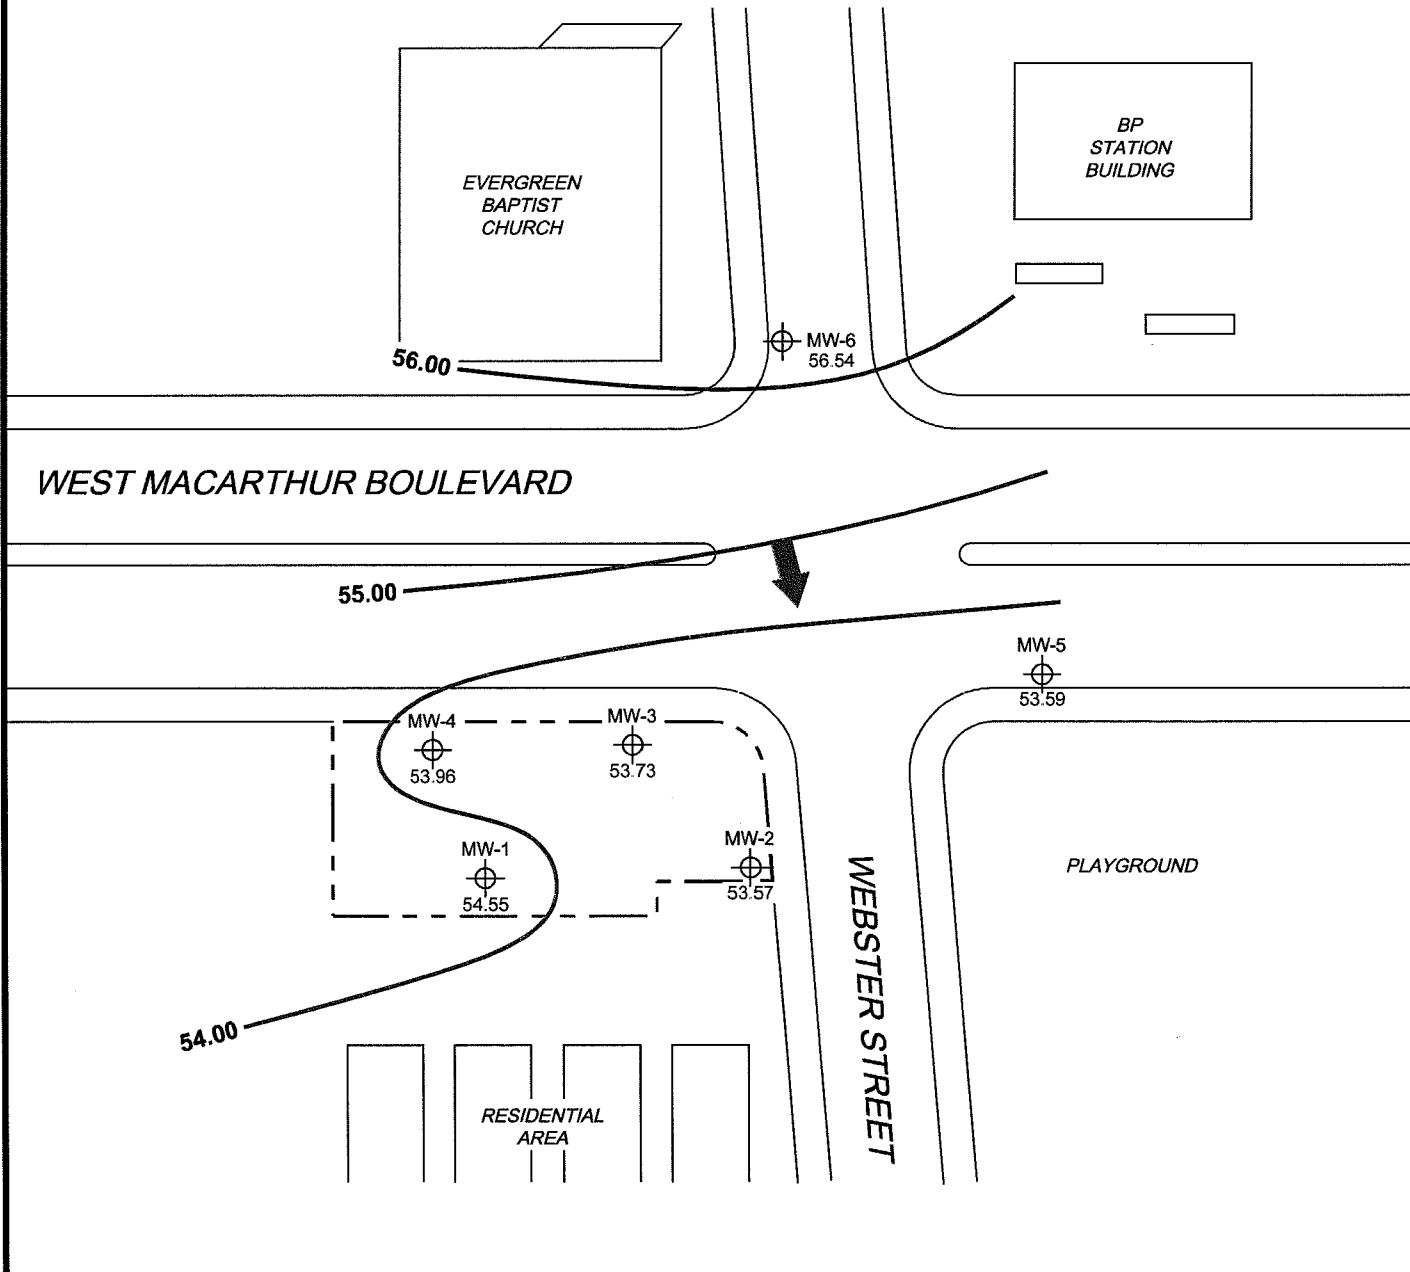 EVERGREEN
BAPTIST
CHURCH
BP
STATION
BUILDING
MW-6
56.54
56.00
WEST MACARTHUR BOULEVARD
55.00
MW-5
53.59
MW-4
53.96
MW-3
53.73
MW-1
54.55
MW-2
53.57
PLAYGROUND
WEBSTER STREET
54.00
RESIDENTIAL
AREA